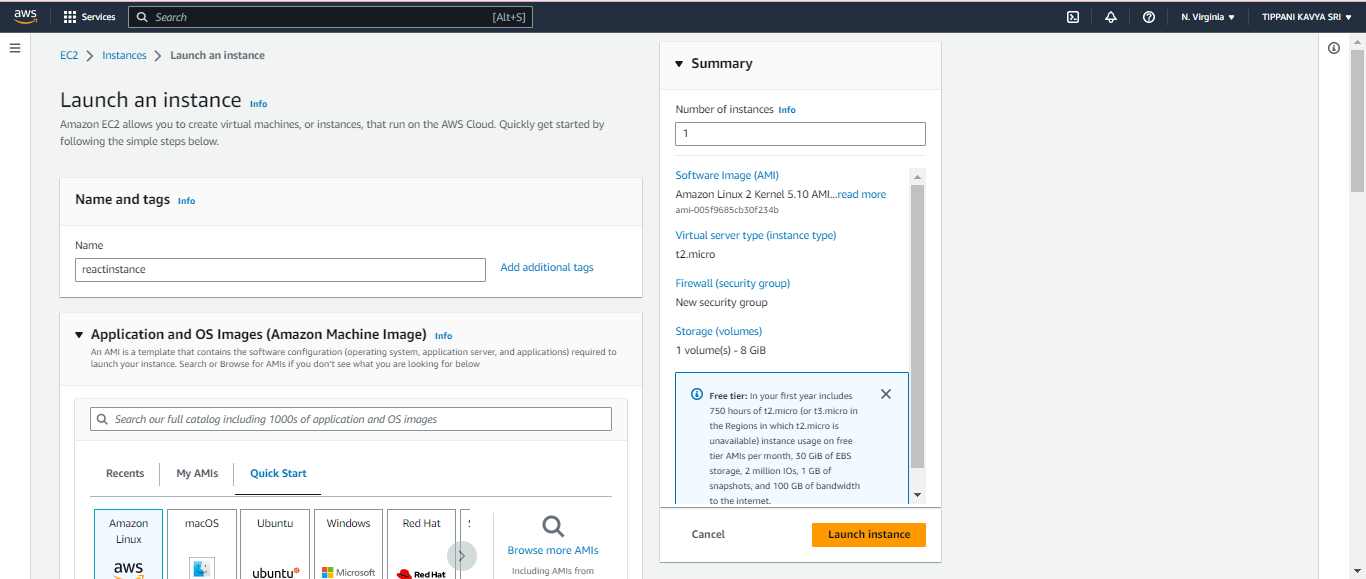 aws
Services
Search
[Alt+S]
N. Virginia
TIPPANI KAVYA SRI
EC2
Instances
Launch an instance
Launch an instance Info
Amazon EC2 allows you to create virtual machines, or instances, that run on the AWS Cloud. Quickly get started by
following the simple steps below.
Name and tags Info
Name
reactinstance
Add additional tags
Application and OS Images (Amazon Machine Image) Info
An AMI is a template that contains the software configuration (operating system, application server, and applications) required to
launch your instance. Search or Browse for AMIs if you don't see what you are looking for below
Search our full catalog including 1000s of application and OS images
Recents
My AMIs
Quick Start
Amazon
Linux
aws
macOS
Ubuntu
ubuntu
Windows
Microsoft
Red Hat
Red Hat
Browse more AMIs
Including AMIs from
Summary
Number of instances Info
1
Software Image (AMI)
Amazon Linux 2 Kernel 5.10 AMI...read more
ami-005f9685cb30f234b
Virtual server type (instance type)
t2.micro
Firewall (security group)
New security group
Storage (volumes)
1 volume(s) - 8 GiB
Free tier: In your first year includes
750 hours of t2.micro (or t3.micro in
the Regions in which t2.micro is
unavailable) instance usage on free
tier AMIs per month, 30 GiB of EBS
storage, 2 million IOs, 1 GB of
snapshots, and 100 GB of bandwidth
to the internet.
Cancel
Launch instance